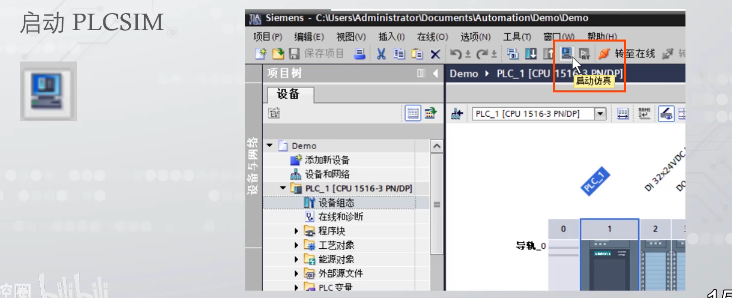 启动 PLCSIM
Siemens - C:\Users\Administrator\Documents\Automation\Demo\Demo
项目(P) 编辑(E) 视图(V) 插入(I) 在线(O) 选项(N) 工具(T) 窗口(W) 帮助(H)
保存项目 转至在线
项目树
Demo ▸ PLC_1 [CPU 1516-3 PN/DP]
启动仿真
设备
PLC_1 [CPU 1516-3 PN/DP]
设备与网络
Demo
添加新设备
设备和网络
PLC_1 [CPU 1516-3 PN/DP]
设备组态
在线和诊断
程序块
工艺对象
能源对象
外部源文件
PLC 变量
PLC_1
DI 32x24VDC
0 1 2
导轨_0
SIEMENS
bilibili